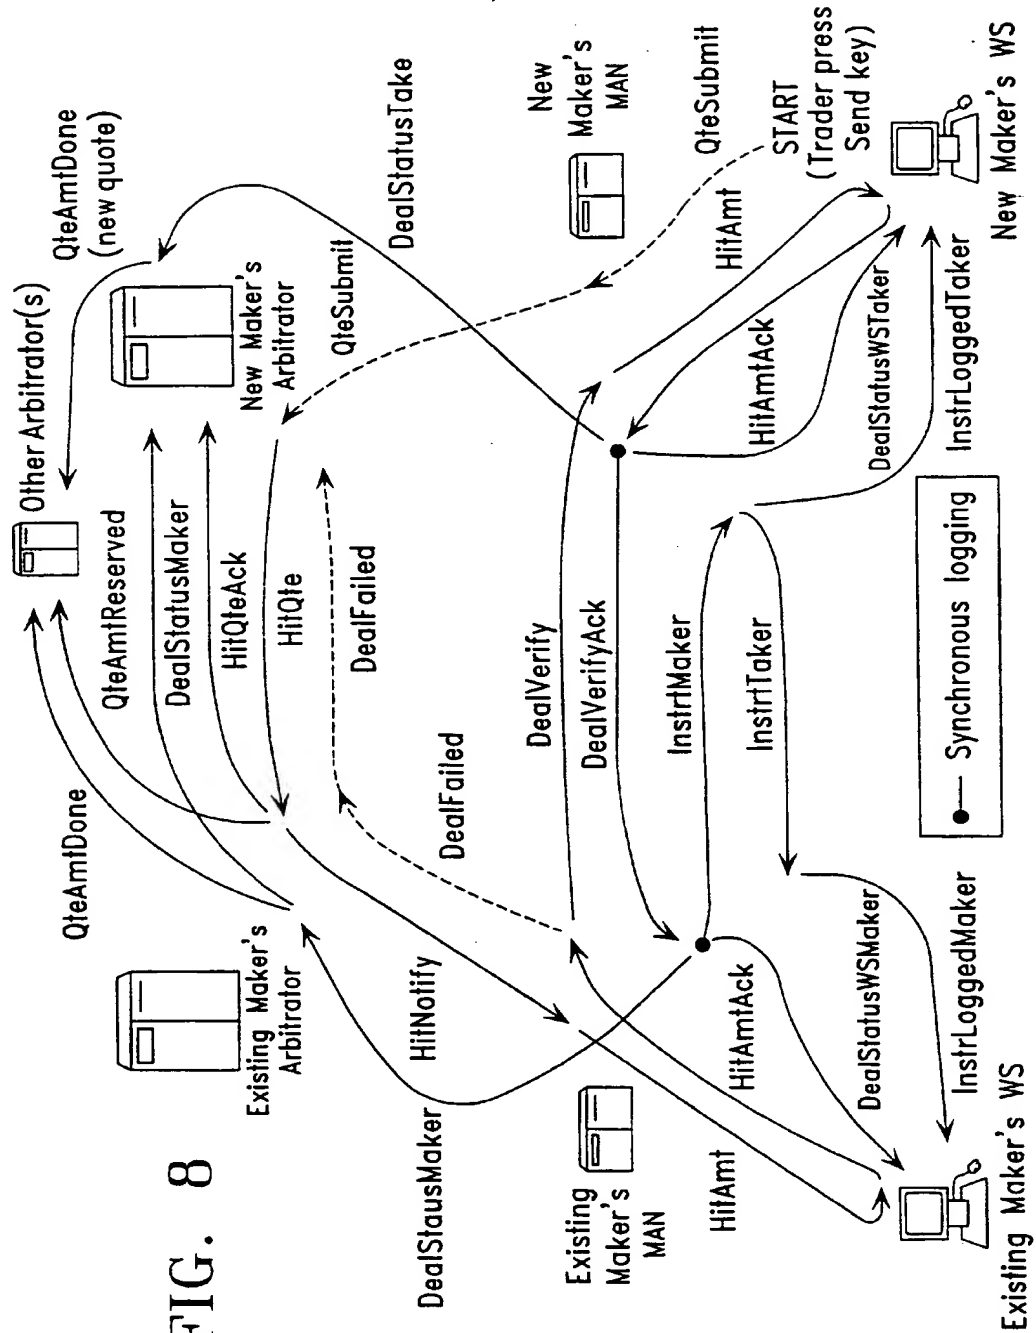 FIG. 8
QteAmtDone
Other Arbitrator(s)
QteAmtDone
(new quote)
QteAmtReserved
DealStatusMaker
HitQteAck
HitQte
Existing Maker's
Arbitrator
New Maker's
Arbitrator
QteSubmit
DealStatusTake
DealFailed
DealFailed
HitNotify
DealStausMaker
New
Maker's
MAN
QteSubmit
DealVerify
DealVerifyAck
Existing
Maker's
MAN
HitAmt
HitAmtAck
InstrtMaker
InstrtTaker
HitAmt
HitAmtAck
START
(Trader press
Send key)
DealStatusWSMaker
InstrLoggedMaker
DealStatusWSTaker
InstrLoggedTaker
Synchronous logging
Existing Maker's WS
New Maker's WS